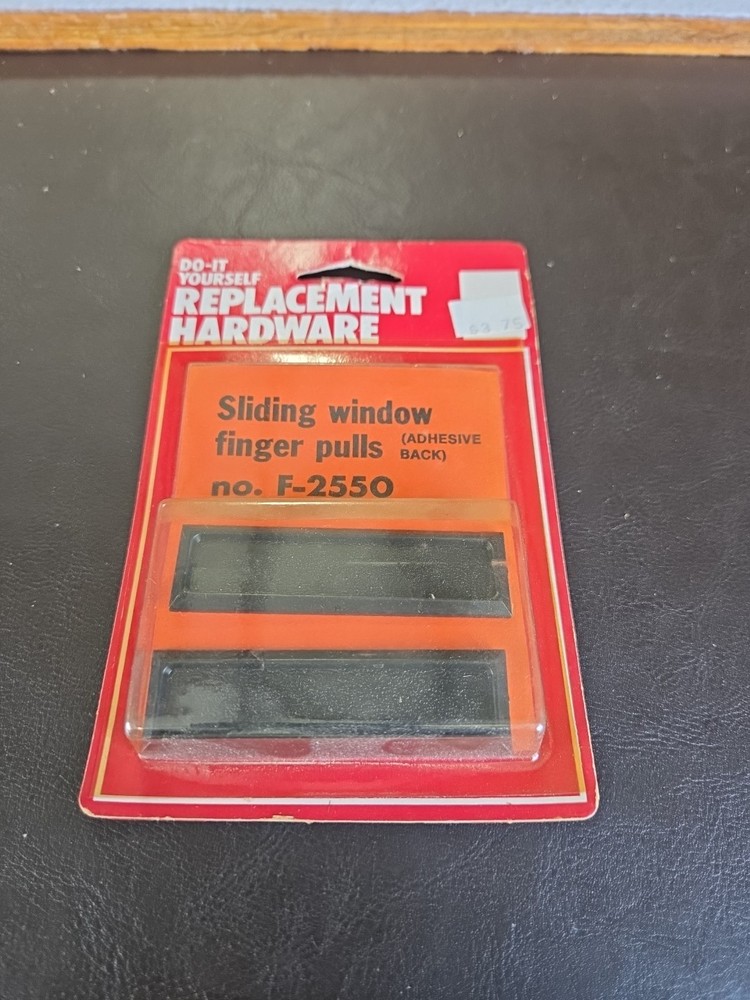 DO-IT
YOURSELF
REPLACEMENT
HARDWARE
Sliding window
finger pulls (ADHESIVE
BACK)
no. F-2550